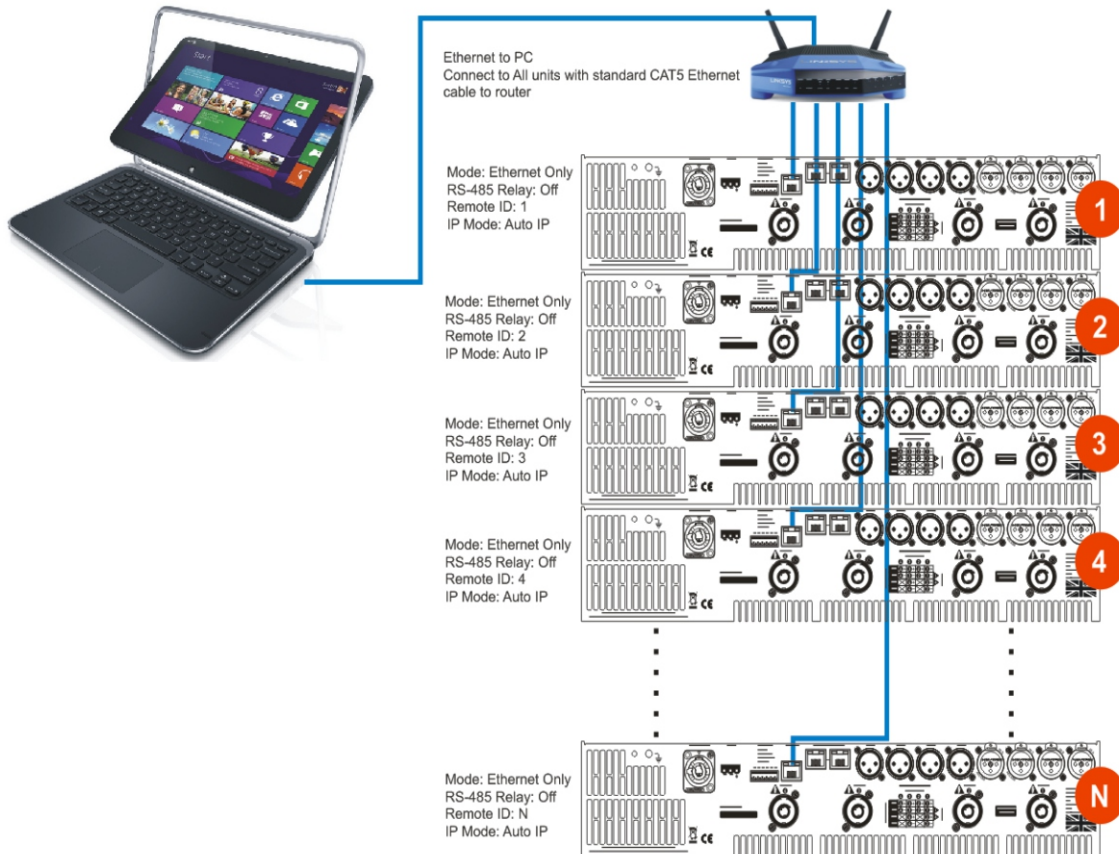 Start
Ethernet to PC
Connect to All units with standard CAT5 Ethernet
cable to router
Mode: Ethernet Only
RS-485 Relay: Off
Remote ID: 1
IP Mode: Auto IP
1
Mode: Ethernet Only
RS-485 Relay: Off
Remote ID: 2
IP Mode: Auto IP
2
Mode: Ethernet Only
RS-485 Relay: Off
Remote ID: 3
IP Mode: Auto IP
3
Mode: Ethernet Only
RS-485 Relay: Off
Remote ID: 4
IP Mode: Auto IP
4
Mode: Ethernet Only
RS-485 Relay: Off
Remote ID: N
IP Mode: Auto IP
N